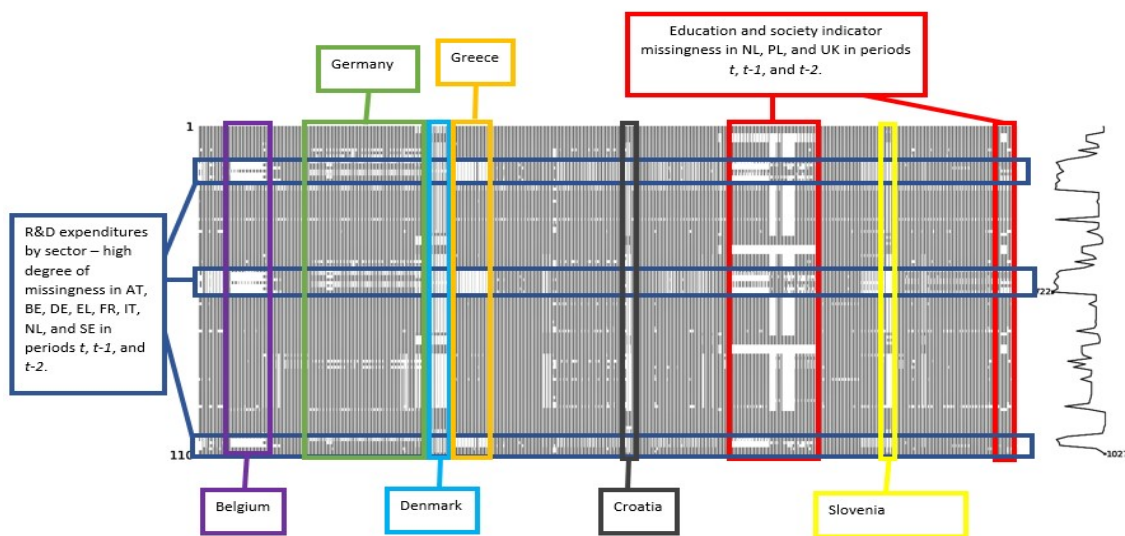 Education and society indicator
missingness in NL, PL, and UK in periods
t, t-1, and t-2.
Germany
Greece
1
R&D expenditures
by sector – high
degree of
missingness in AT,
BE, DE, EL, FR, IT,
NL, and SE in
periods t, t-1, and
t-2.
110
Belgium
Denmark
Croatia
Slovenia